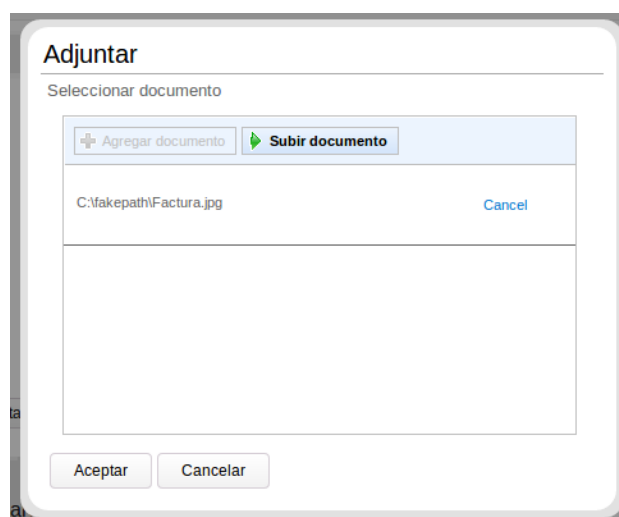 Adjuntar
Seleccionar documento
Agregar documento Subir documento
C:\fakepath\Factura.jpg Cancel
Aceptar Cancelar